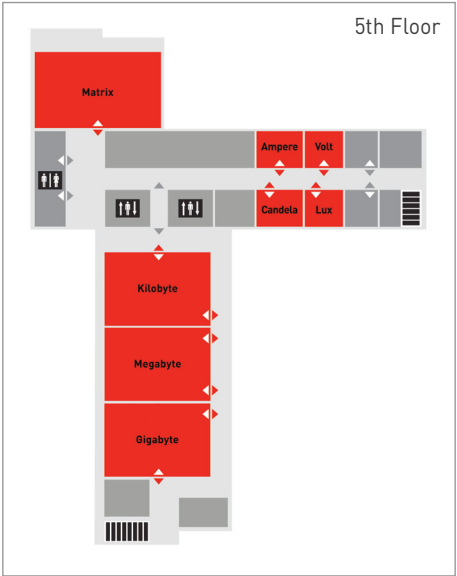 5th Floor
Matrix
Ampere
Volt
Candela
Lux
Kilobyte
Megabyte
Gigabyte